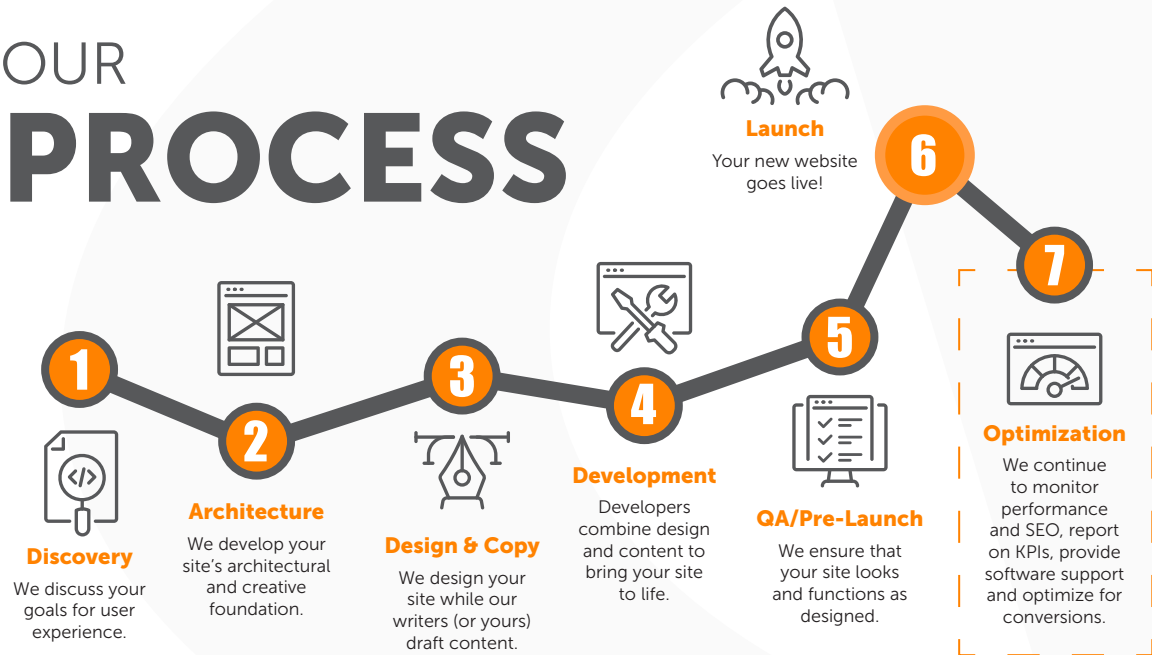 OUR
PROCESS
1
Discovery
We discuss your
goals for user
experience.
2
Architecture
We develop your
site's architectural
and creative
foundation.
3
Design & Copy
We design your
site while our
writers (or yours)
draft content.
4
Development
Developers
combine design
and content to
bring your site
to life.
5
QA/Pre-Launch
We ensure that
your site looks
and functions as
designed.
6
Launch
Your new website
goes live!
7
Optimization
We continue
to monitor
performance
and SEO, report
on KPIs, provide
software support
and optimize for
conversions.